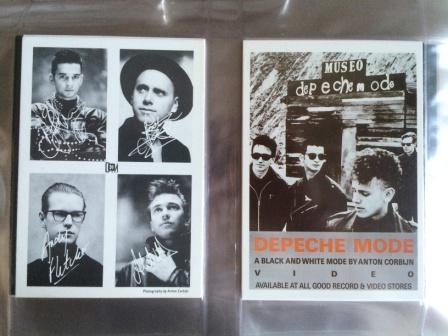 Photography by Anton Corbijn
MUSEO
depeche mode
DEPECHE MODE
A BLACK AND WHITE MODE BY ANTON CORBIJN
VIDEO
AVAILABLE AT ALL GOOD RECORD & VIDEO STORES